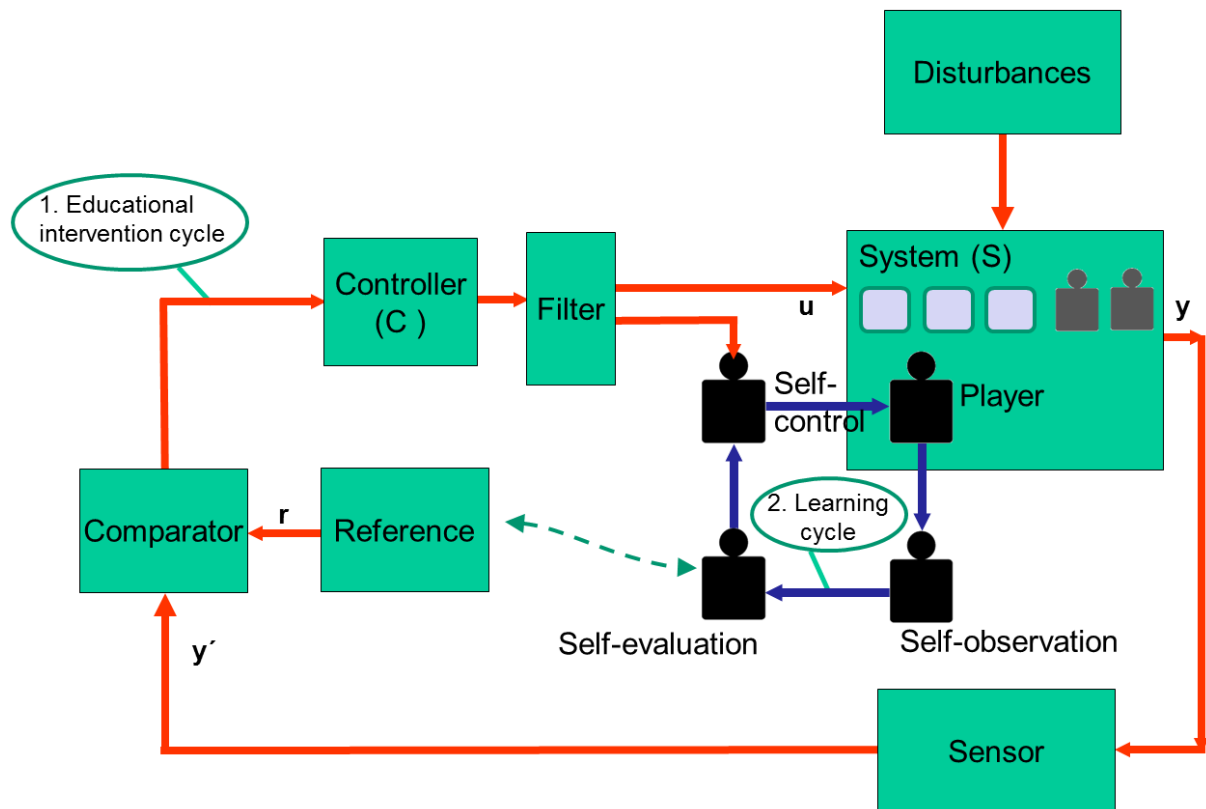 Disturbances
1. Educational
intervention cycle
Controller
(C )
Filter
System (S)
u
y
Self-
control
Player
2. Learning
cycle
Comparator
r
Reference
Self-evaluation
Self-observation
y´
Sensor